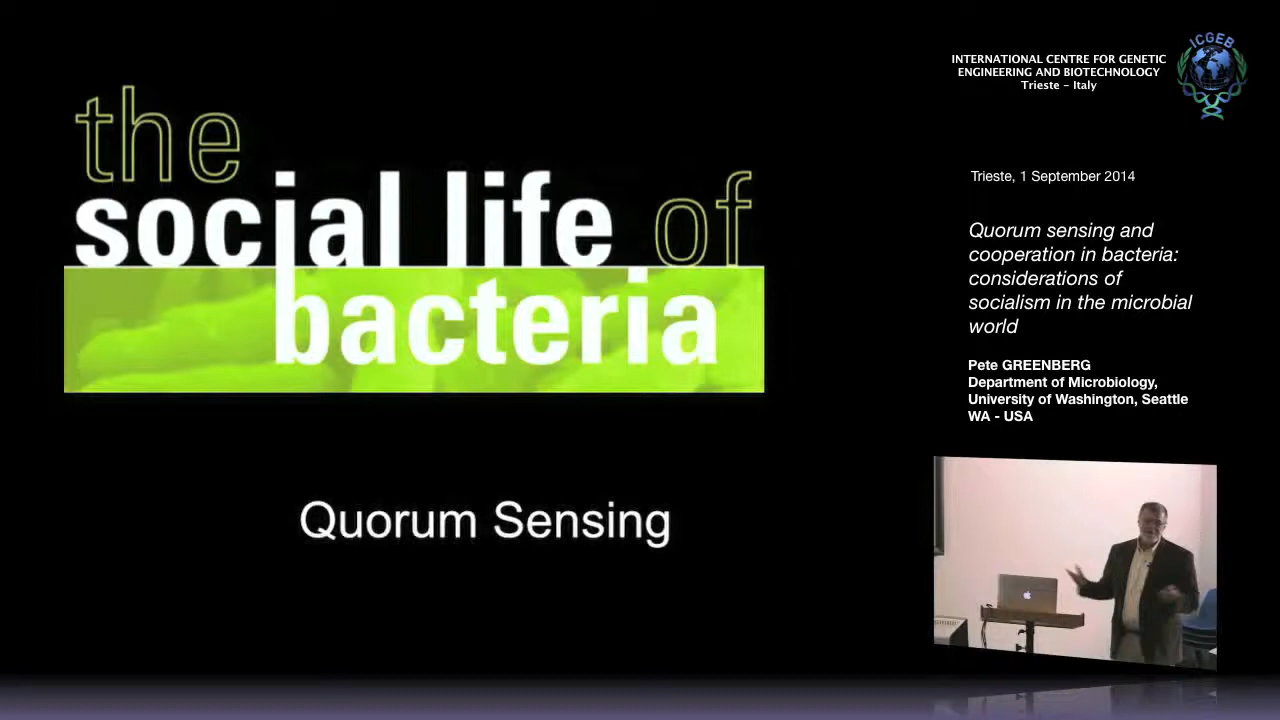 the
social life of
bacteria
Quorum Sensing
INTERNATIONAL CENTRE FOR GENETIC
ENGINEERING AND BIOTECHNOLOGY
Trieste – Italy
ICGEB
Trieste, 1 September 2014
Quorum sensing and
cooperation in bacteria:
considerations of
socialism in the microbial
world
Pete GREENBERG
Department of Microbiology,
University of Washington, Seattle
WA - USA